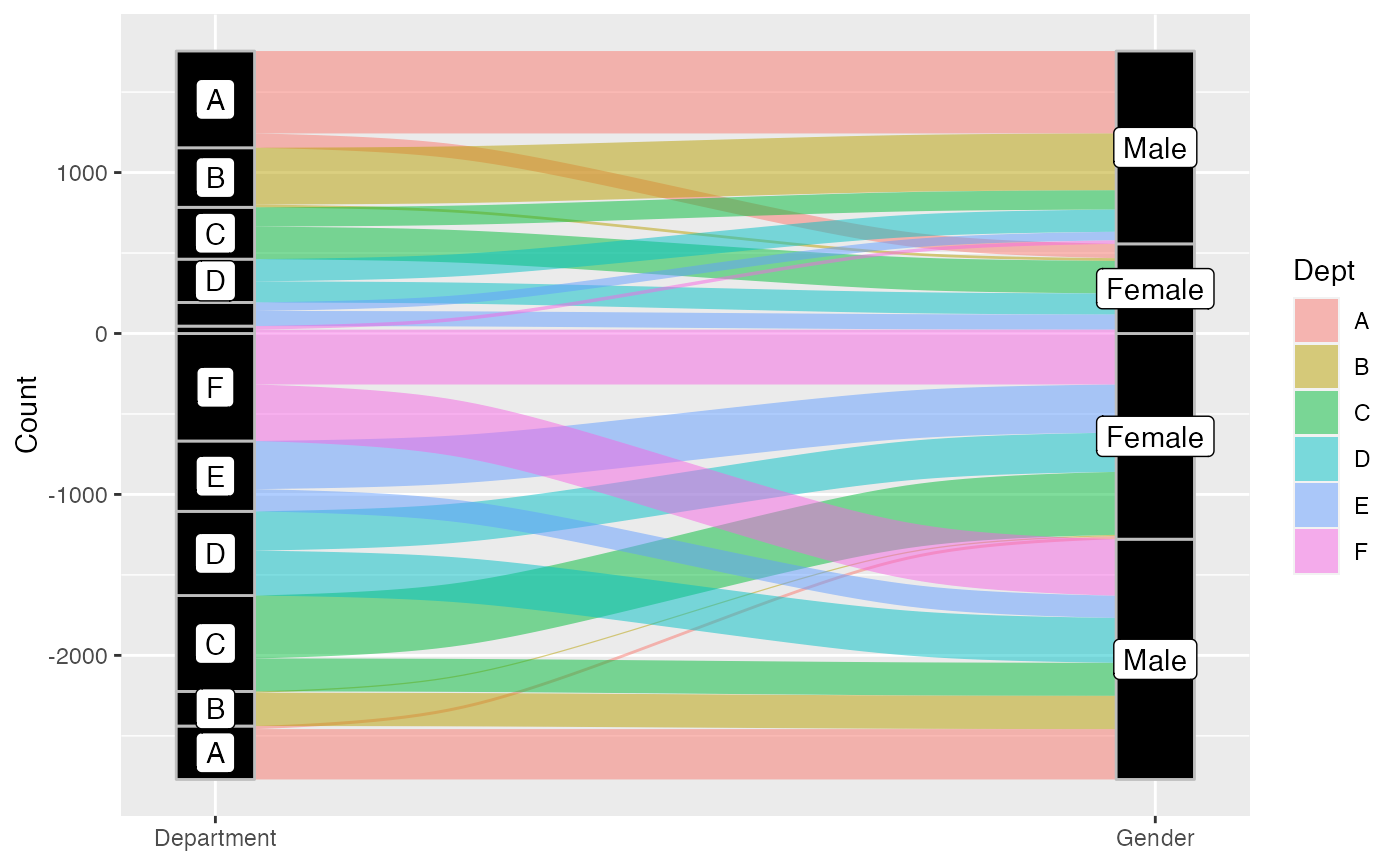 Count
1000
0
-1000
-2000
A
B
C
D
F
E
D
C
B
A
Male
Female
Female
Male
Department
Gender
Dept
A
B
C
D
E
F